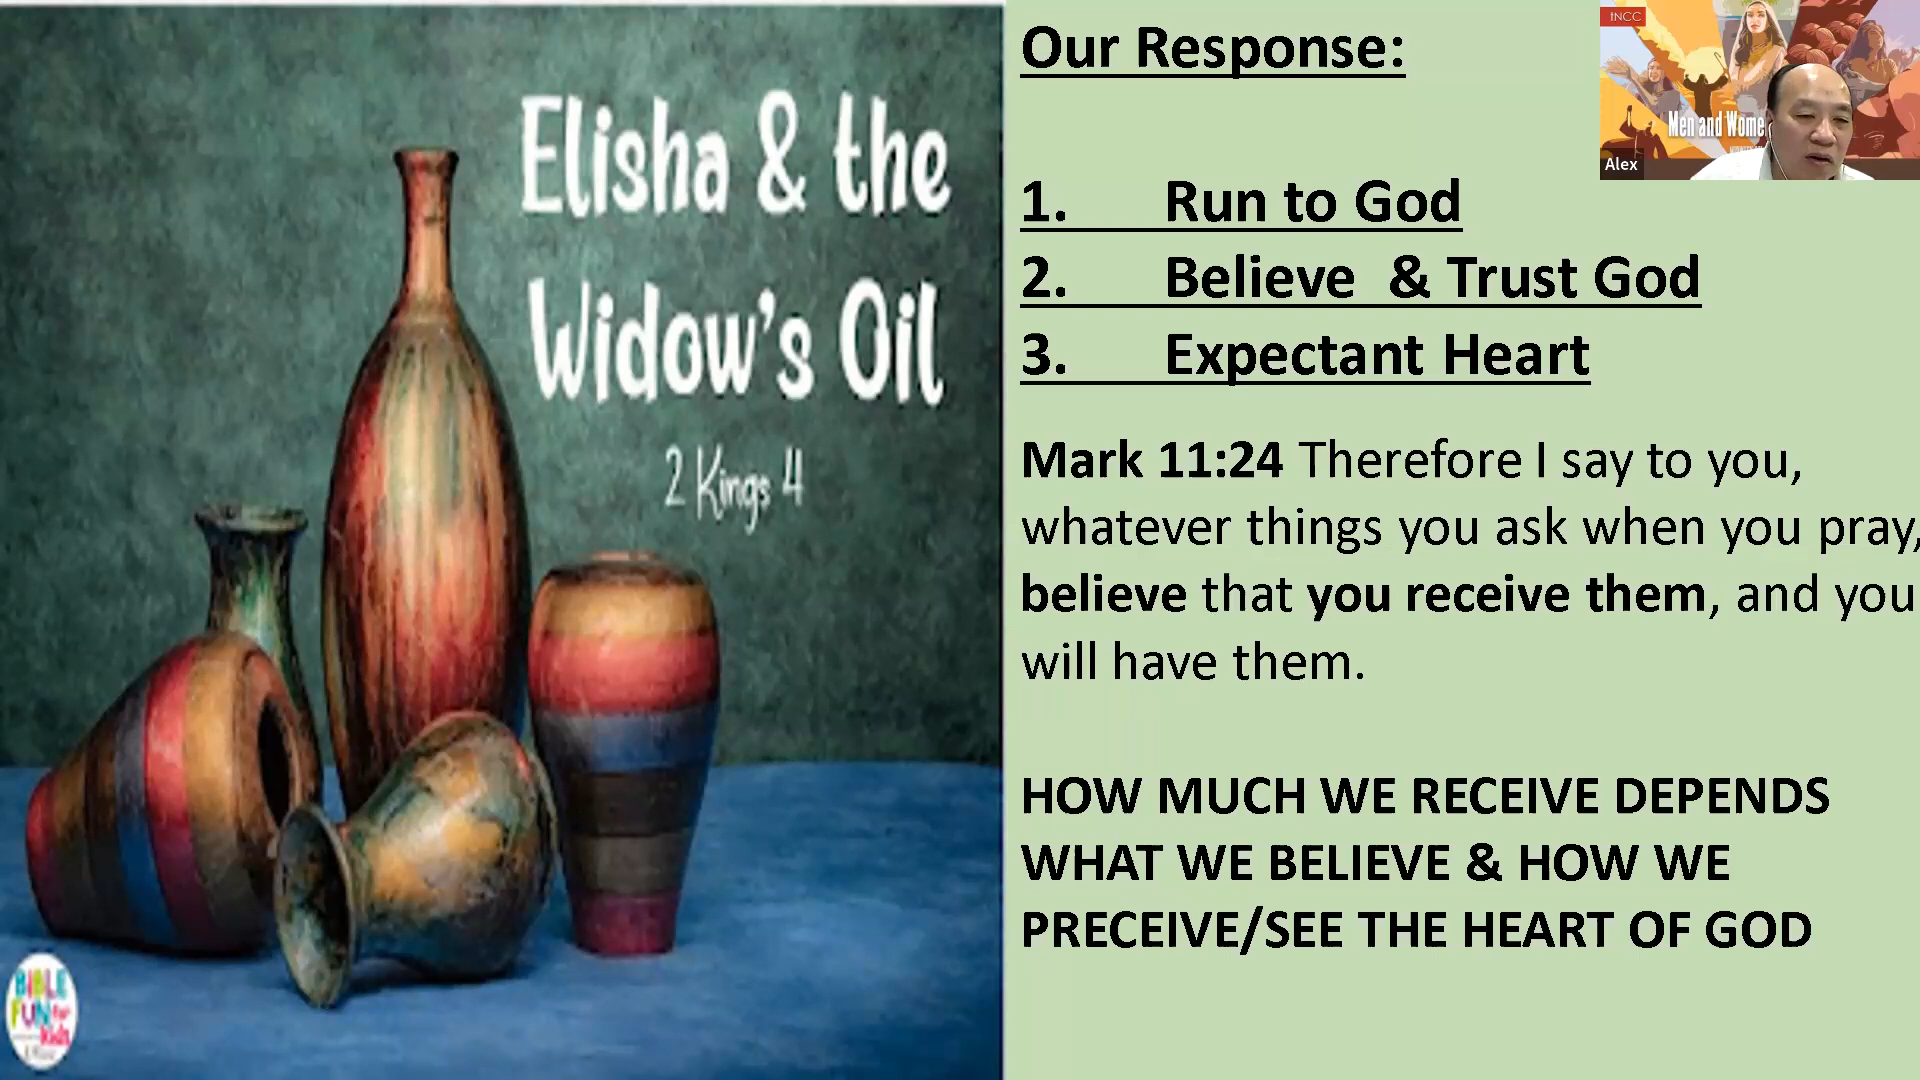 Elisha & the
Widow's Oil
2 Kings 4
BIBLE
FUN for
Kids
Our Response:
1. Run to God
2. Believe & Trust God
3. Expectant Heart
Mark 11:24 Therefore I say to you,
whatever things you ask when you pray,
believe that you receive them, and you
will have them.
HOW MUCH WE RECEIVE DEPENDS
WHAT WE BELIEVE & HOW WE
PRECEIVE/SEE THE HEART OF GOD
INCC
Men and Wome
Alex